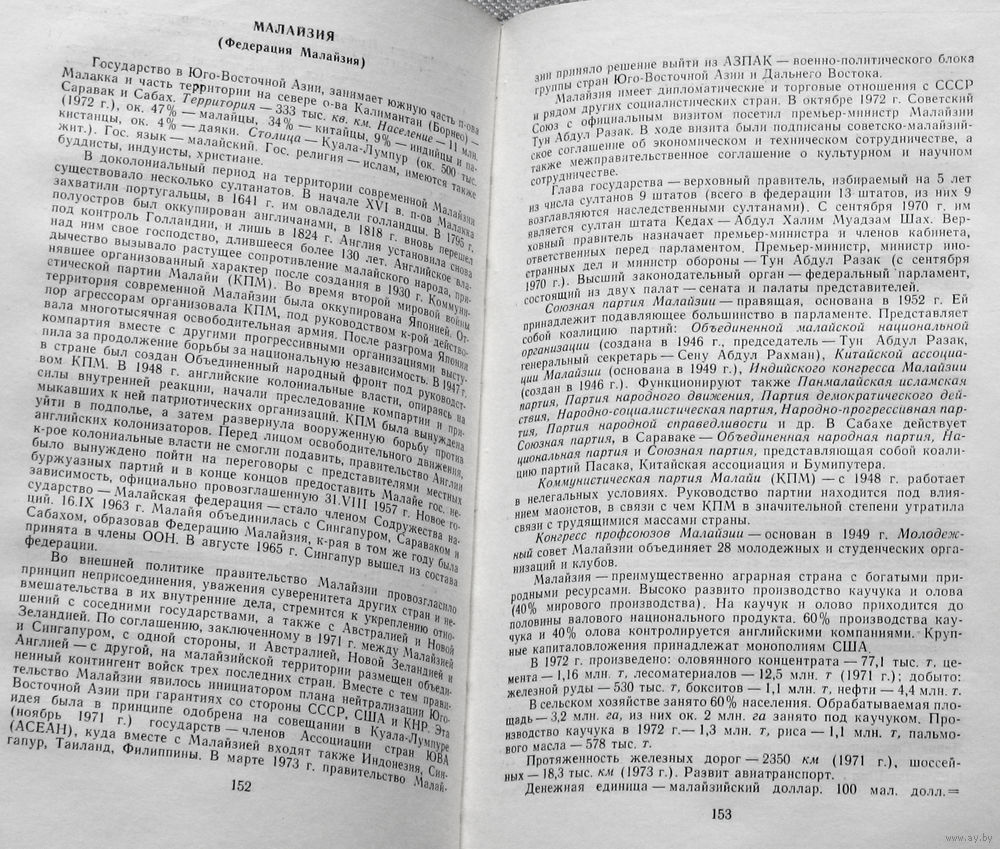 МАЛАЙЗИЯ
(Федерация Малайзия)
Государство в Юго-Восточной Азии, занимает южную часть п-ова
Малакка и часть территории на севере о-ва Калимантан (Борнео) —
Саравак и Сабах. Территория — 333 тыс. кв. км. Население — 11 млн.
(1972 г.), ок. 47% — малайцы, 34% — китайцы, 9% — индийцы и па-
кистанцы, ок. 4% — даяки. Столица — Куала-Лумпур (ок. 500 тыс.
жит.). Гос. язык — малайский. Гос. религия — ислам, имеются также
буддисты, индуисты, христиане.
В доколониальный период на территории современной Малайзии
существовало несколько султанатов. В начале XVI в. п-ов Малакка
захватили португальцы, в 1641 г. им овладели голландцы. В 1795 г.
полуостров был оккупирован англичанами, в 1818 г. вновь перешел
под контроль Голландии, и лишь в 1824 г. Англия установила снова
над ним свое господство, длившееся более 130 лет. Английское вла-
дычество вызывало растущее сопротивление малайского народа, при-
нявшее организованный характер после создания в 1930 г. Коммуни-
стической партии Малайи (КПМ). Во время второй мировой войны
территория современной Малайзии была оккупирована Японией. От-
пор агрессорам организовала КПМ, под руководством к-рой действо-
вала многотысячная освободительная армия. После разгрома Японии
компартия вместе с другими прогрессивными организациями высту-
пила за продолжение борьбы за национальную независимость. В 1947 г.
в стране был создан Объединенный народный фронт под руководст-
вом КПМ. В 1948 г. английские колониальные власти, опираясь на
силы внутренней реакции, начали преследование компартии и при-
мыкавших к ней патриотических организаций. КПМ была вынуждена
уйти в подполье, а затем развернула вооруженную борьбу против
английских колонизаторов. Перед лицом освободительного движения,
к-рое колониальные власти не смогли подавить, правительство Англии
было вынуждено пойти на переговоры с представителями местных
буржуазных партий и в конце концов предоставить Малайе гос. не-
зависимость, официально провозглашенную 31.VIII 1957 г. Новое го-
сударство — Малайская федерация — стало членом Содружества на-
ций. 16.IX 1963 г. Малайя объединилась с Сингапуром, Сараваком и
Сабахом, образовав Федерацию Малайзия, к-рая в том же году была
принята в члены ООН. В августе 1965 г. Сингапур вышел из состава
федерации.
Во внешней политике правительство Малайзии провозгласило
принцип неприсоединения, уважения суверенитета других стран и не-
вмешательства в их внутренние дела, стремится к укреплению отно-
шений с соседними государствами, а также с Австралией и Новой
Зеландией. По соглашению, заключенному в 1971 г. между Малайзией
и Сингапуром, с одной стороны, и Австралией, Новой Зеландией и
Англией — с другой, на малайзийской территории размещен объеди-
ненный контингент войск трех последних стран. Вместе с тем прави-
тельство Малайзии явилось инициатором плана нейтрализации Юго-
Восточной Азии при гарантиях со стороны СССР, США и КНР. Эта
идея была в принципе одобрена на совещании в Куала-Лумпуре
(ноябрь 1971 г.) государств — членов Ассоциации стран ЮВА
(АСЕАН), куда вместе с Малайзией входят также Индонезия, Син-
гапур, Таиланд, Филиппины. В марте 1973 г. правительство Малай-
152
зии приняло решение выйти из АЗПАК — военно-политического блока
группы стран Юго-Восточной Азии и Дальнего Востока.
Малайзия имеет дипломатические и торговые отношения с СССР
и рядом других социалистических стран. В октябре 1972 г. Советский
Союз с официальным визитом посетил премьер-министр Малайзии
Тун Абдул Разак. В ходе визита были подписаны советско-малайзий-
ское соглашение об экономическом и техническом сотрудничестве, а
также межправительственное соглашение о культурном и научном
сотрудничестве.
Глава государства — верховный правитель, избираемый на 5 лет
из числа султанов 9 штатов (всего в федерации 13 штатов, из них 9
возглавляются наследственными султанами). С сентября 1970 г. им
является султан штата Кедах — Абдул Халим Муадзам Шах. Вер-
ховный правитель назначает премьер-министра и членов кабинета,
ответственных перед парламентом. Премьер-министр, министр ино-
странных дел и министр обороны — Тун Абдул Разак (с сентября
1970 г.). Высший законодательный орган — федеральный парламент,
состоящий из двух палат — сената и палаты представителей.
Союзная партия Малайзии — правящая, основана в 1952 г. Ей
принадлежит подавляющее большинство в парламенте. Представляет
собой коалицию партий: Объединенной малайской национальной
организации (создана в 1946 г., председатель — Тун Абдул Разак,
генеральный секретарь — Сену Абдул Рахман), Китайской ассоциа-
ции Малайзии (основана в 1949 г.), Индийского конгресса Малайзии
(создан в 1946 г.). Функционируют также Панмалайская исламская
партия, Партия народного движения, Партия демократического дей-
ствия, Народно-социалистическая партия, Народно-прогрессивная пар-
тия, Партия народной справедливости и др. В Сабахе действует
Союзная партия, в Сараваке — Объединенная народная партия, На-
циональная партия и Союзная партия, представляющая собой коали-
цию партий Пасака, Китайская ассоциация и Бумипутера.
Коммунистическая партия Малайи (КПМ) — с 1948 г. работает
в нелегальных условиях. Руководство партии находится под влия-
нием маоистов, в связи с чем КПМ в значительной степени утратила
связи с трудящимися массами страны.
Конгресс профсоюзов Малайзии — основан в 1949 г. Молодеж-
ный совет Малайзии объединяет 28 молодежных и студенческих орга-
низаций и клубов.
Малайзия — преимущественно аграрная страна с богатыми при-
родными ресурсами. Высоко развито производство каучука и олова
(40% мирового производства). На каучук и олово приходится до
половины валового национального продукта. 60% производства кау-
чука и 40% олова контролируется английскими компаниями. Круп-
ные капиталовложения принадлежат монополиям США.
В 1972 г. произведено: оловянного концентрата — 77,1 тыс. т, це-
мента — 1,16 млн. т, лесоматериалов — 12,5 млн. т (1971 г.); добыто:
железной руды — 530 тыс. т, бокситов — 1,1 млн. т, нефти — 4,4 млн. т.
В сельском хозяйстве занято 60% населения. Обрабатываемая пло-
щадь — 3,2 млн. га, из них ок. 2 млн. га занято под каучуком. Про-
изводство каучука в 1972 г. — 1,3 млн. т, риса — 1,1 млн. т, пальмо-
вого масла — 578 тыс. т.
Протяженность железных дорог — 2350 км (1971 г.), шоссей-
ных — 18,3 тыс. км (1973 г.). Развит авиатранспорт.
Денежная единица — малайзийский доллар. 100 мал. долл. =
153
www.ay.by